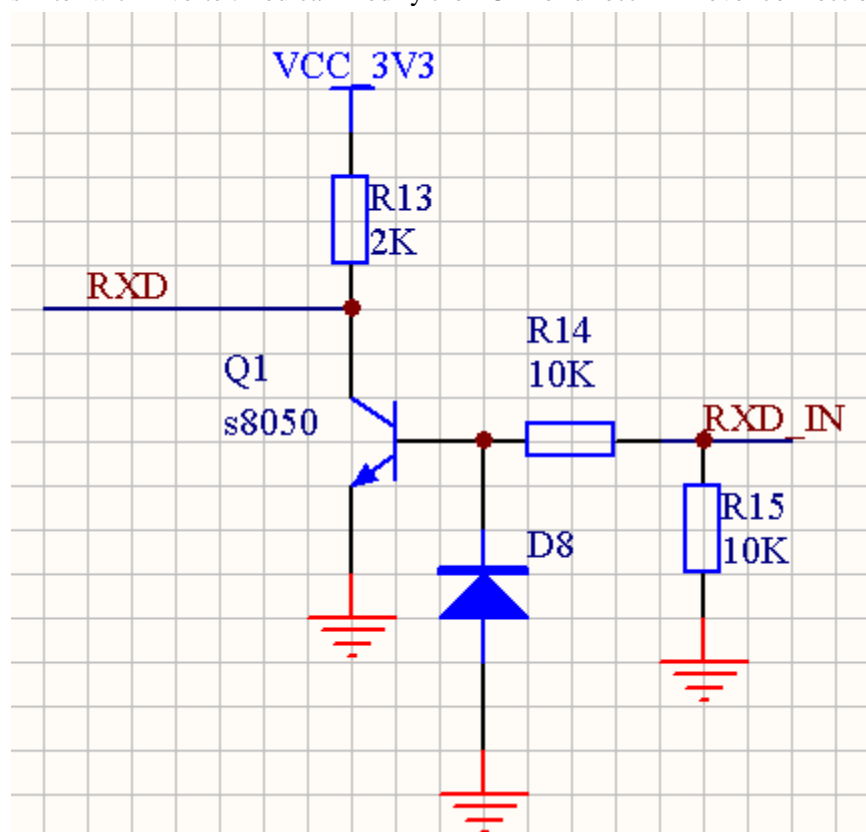 VCC_3V3
R13
2K
RXD
R14
10K
Q1
s8050
RXD_IN
R15
10K
D8